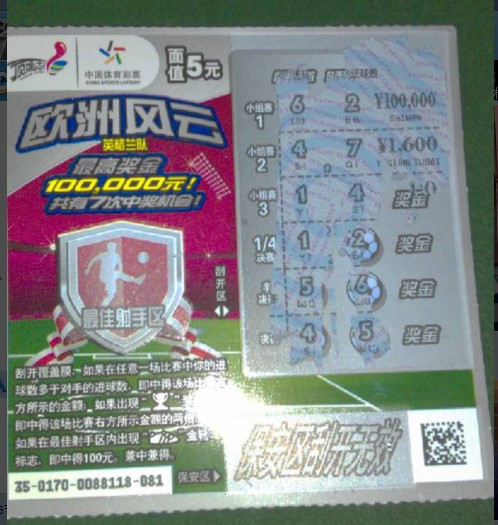 顶呱刮
中国体育彩票
CHINA SPORTS LOTTERY
面值5元
欧洲风云
英格兰队
最高奖金
100,000元!
共有7次中奖机会!
刮开区
最佳射手区
小组赛1 6 2 ¥100,000
SHIWAN
小组赛2 4 7 ¥1,600
小组赛3 1 4 奖金
1/4决赛 1 2 奖金
决赛 5 6 奖金
决 4 5 奖金
刮开覆盖膜,如果在任意一场比赛中你的进
球数多于对手的进球数,即中得该场比赛
方所示的金额,如果出现"
即中得该场比赛右方所示金额的两倍
如果在最佳射手区内出现"
标志,即中得100元。兼中兼得。
35-0170-0088118-081
保安区
保安区刮开无效